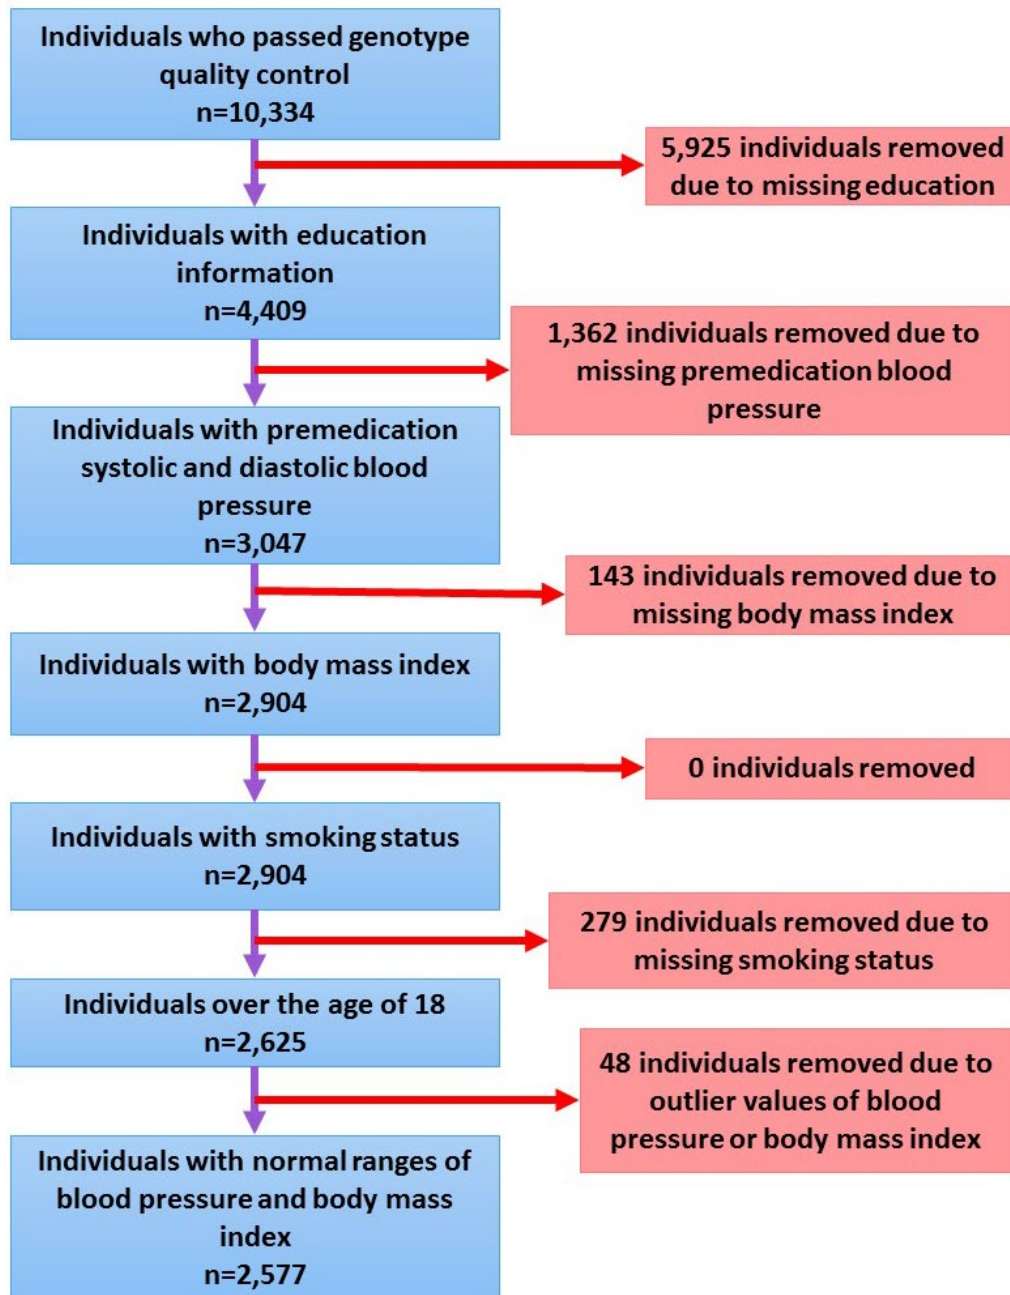 Individuals who passed genotype
quality control
n=10,334
5,925 individuals removed
due to missing education
Individuals with education
information
n=4,409
1,362 individuals removed due to
missing premedication blood
pressure
Individuals with premedication
systolic and diastolic blood
pressure
n=3,047
143 individuals removed due to
missing body mass index
Individuals with body mass index
n=2,904
0 individuals removed
Individuals with smoking status
n=2,904
279 individuals removed due to
missing smoking status
Individuals over the age of 18
n=2,625
48 individuals removed due to
outlier values of blood
pressure or body mass index
Individuals with normal ranges of
blood pressure and body mass
index
n=2,577